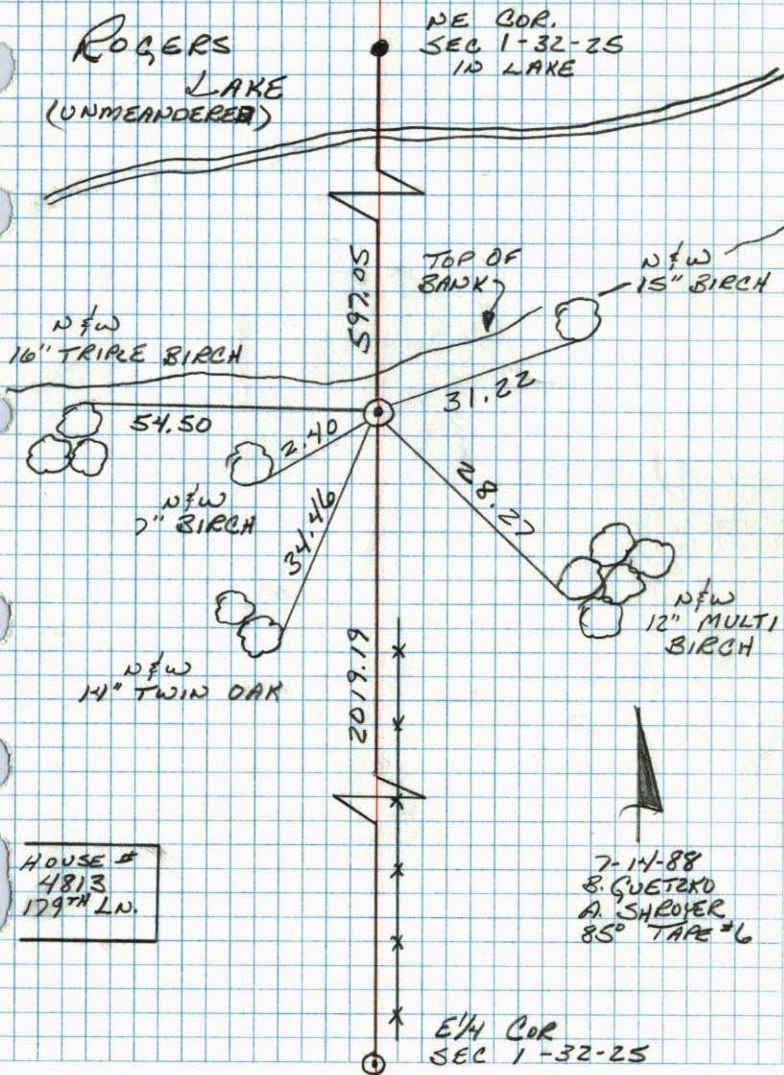 ROGERS
LAKE
(UNMEANDERED)
NE COR.
SEC 1-32-25
IN LAKE
597.05
TOP OF
BANK
N & W
15" BIRCH
N & W
16" TRIPLE BIRCH
54.50
31.22
2.40
N & W
7" BIRCH
34.46
28.27
N & W
12" MULTI
BIRCH
N & W
14" TWIN OAK
2019.19
HOUSE #
4813
179TH LN.
7-14-88
B. GUETZKO
A. SHROYER
85° TAPE #6
E 1/4 COR
SEC 1-32-25